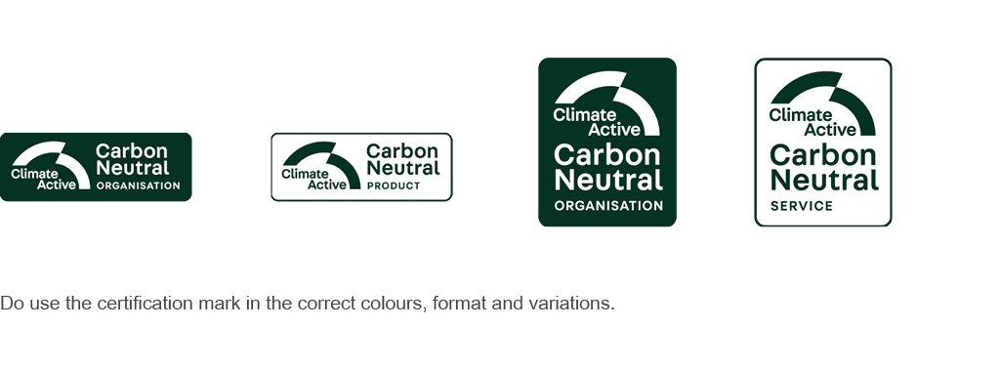 Climate
Active
Carbon
Neutral
ORGANISATION
Climate
Active
Carbon
Neutral
PRODUCT
Climate
Active
Carbon
Neutral
ORGANISATION
Climate
Active
Carbon
Neutral
SERVICE
Do use the certification mark in the correct colours, format and variations.